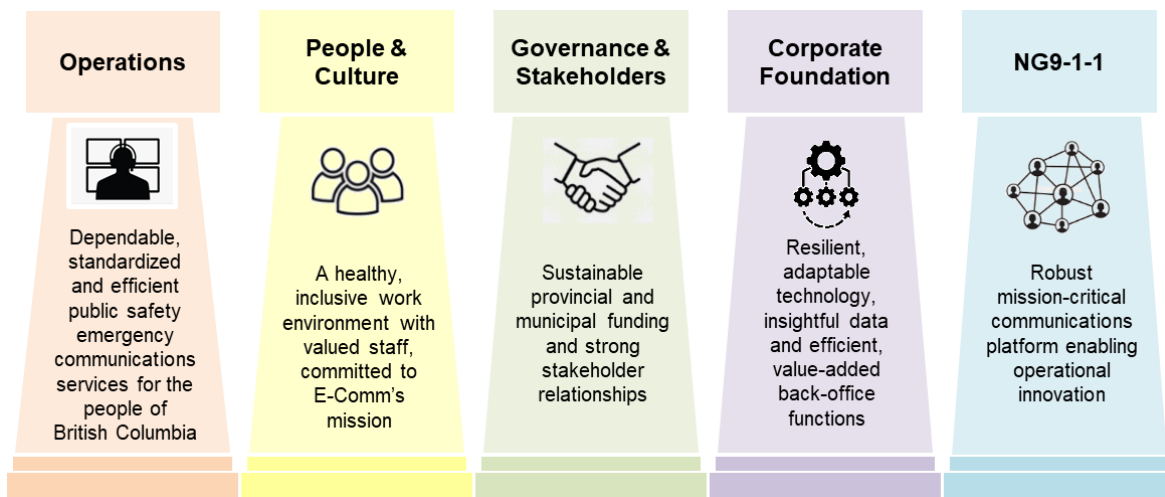 Operations
Dependable,
standardized
and efficient
public safety
emergency
communications
services for the
people of
British Columbia
People &
Culture
A healthy,
inclusive work
environment with
valued staff,
committed to
E-Comm's
mission
Governance &
Stakeholders
Sustainable
provincial and
municipal funding
and strong
stakeholder
relationships
Corporate
Foundation
Resilient,
adaptable
technology,
insightful data
and efficient,
value-added
back-office
functions
NG9-1-1
Robust
mission-critical
communications
platform enabling
operational
innovation